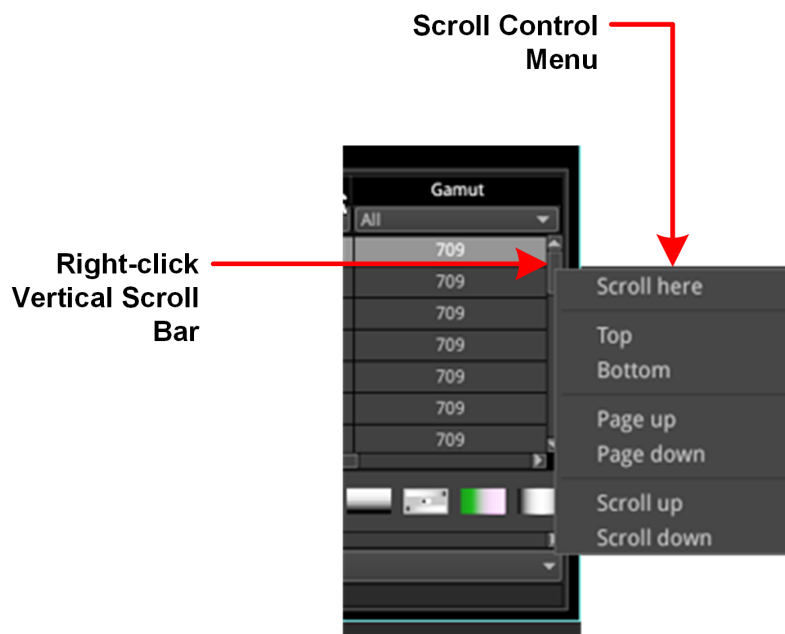 Scroll Control
Menu
Gamut
All
709
709
709
709
709
709
709
Right-click
Vertical Scroll
Bar
Scroll here
Top
Bottom
Page up
Page down
Scroll up
Scroll down